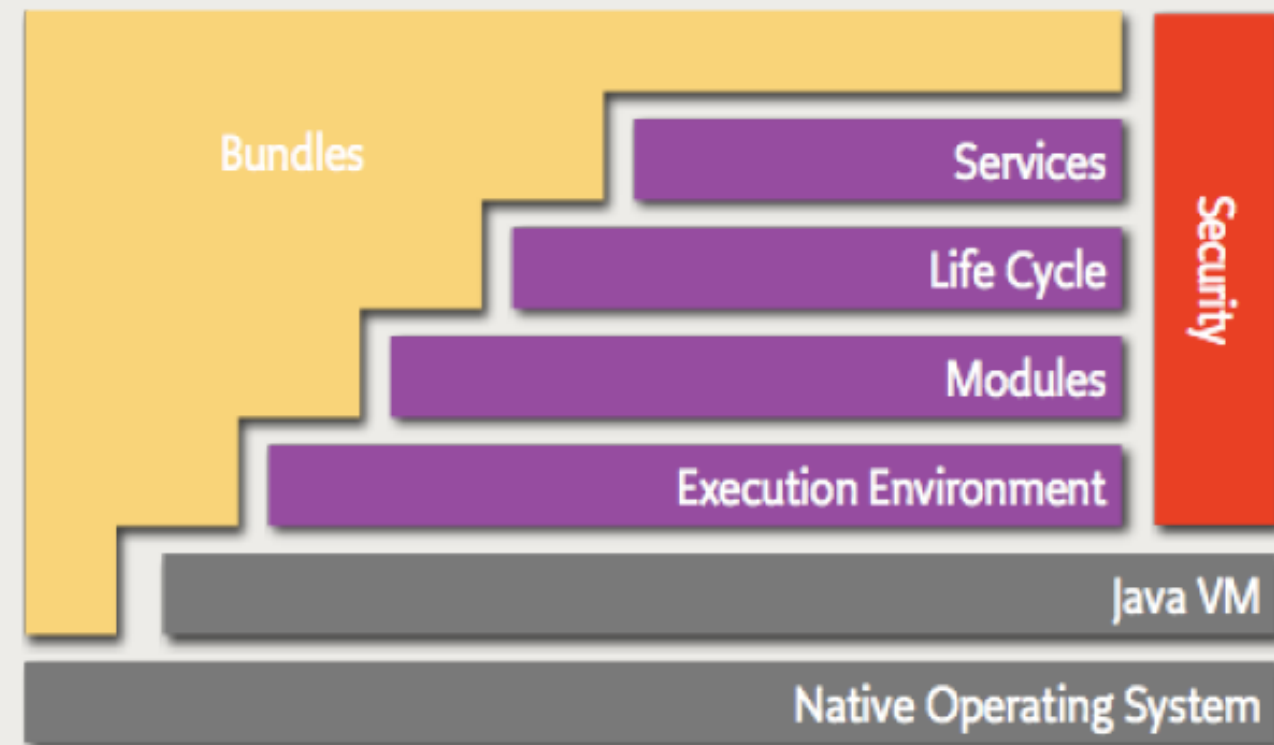 Bundles
Services
Life Cycle
Modules
Execution Environment
Security
Java VM
Native Operating System